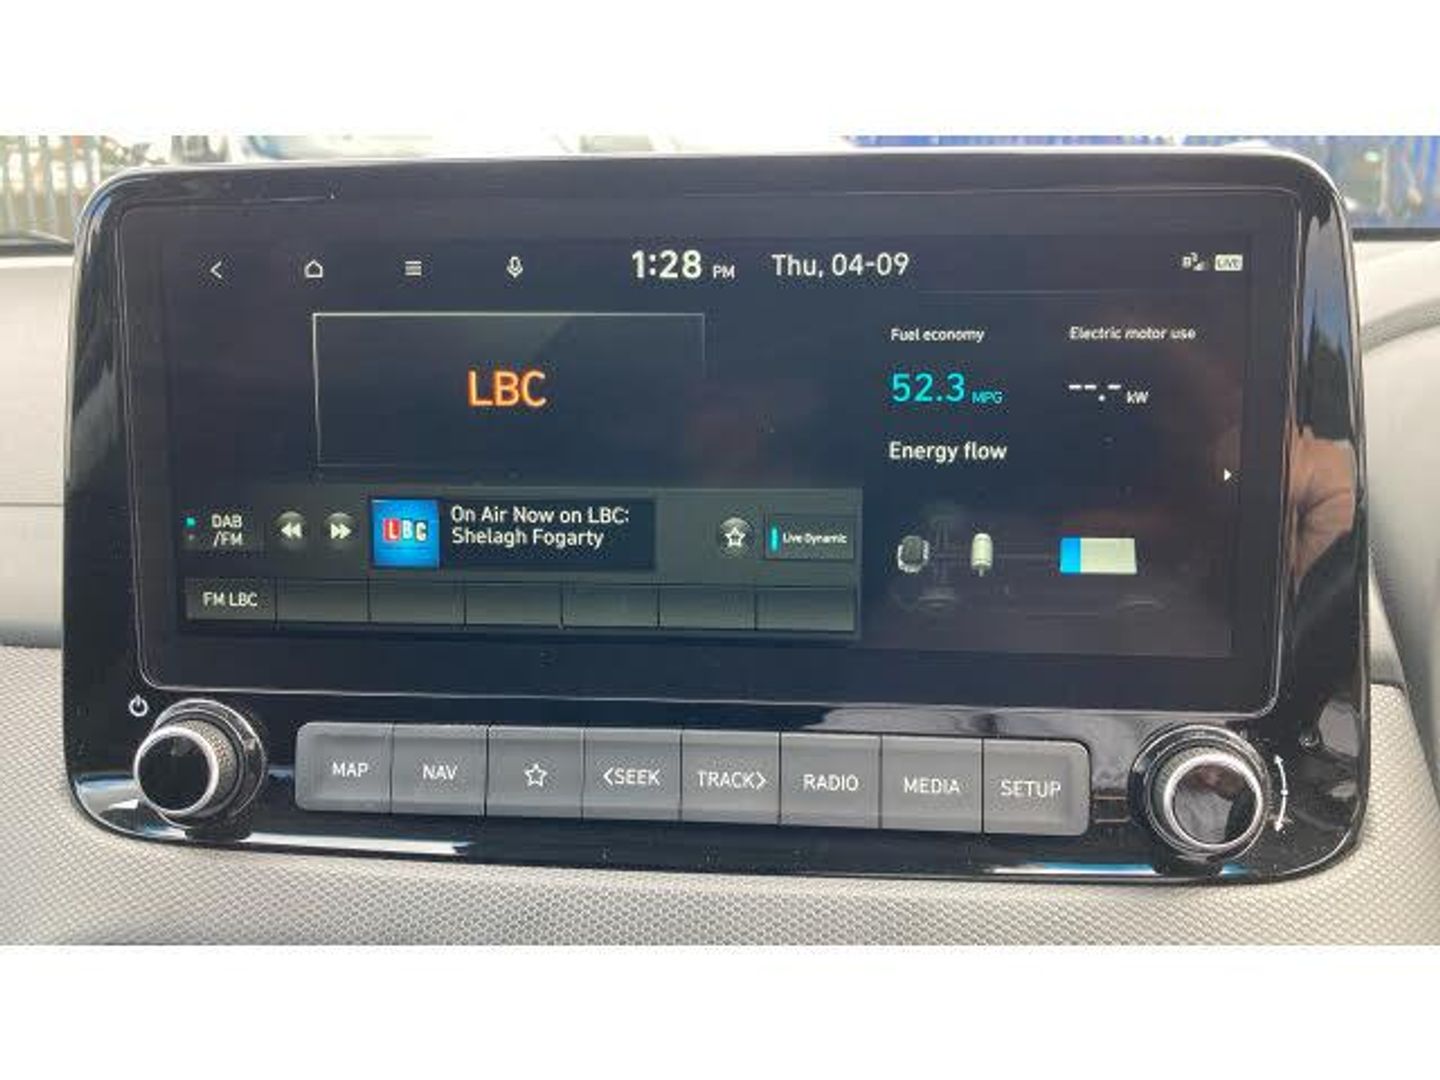 1:28 PM Thu, 04-09
LIVE
Fuel economy
Electric motor use
LBC
52.3 MPG
--.- kW
Energy flow
DAB
/FM
LBC
On Air Now on LBC:
Shelagh Fogarty
Live Dynamic
FM LBC
MAP
NAV
<SEEK
TRACK>
RADIO
MEDIA
SETUP